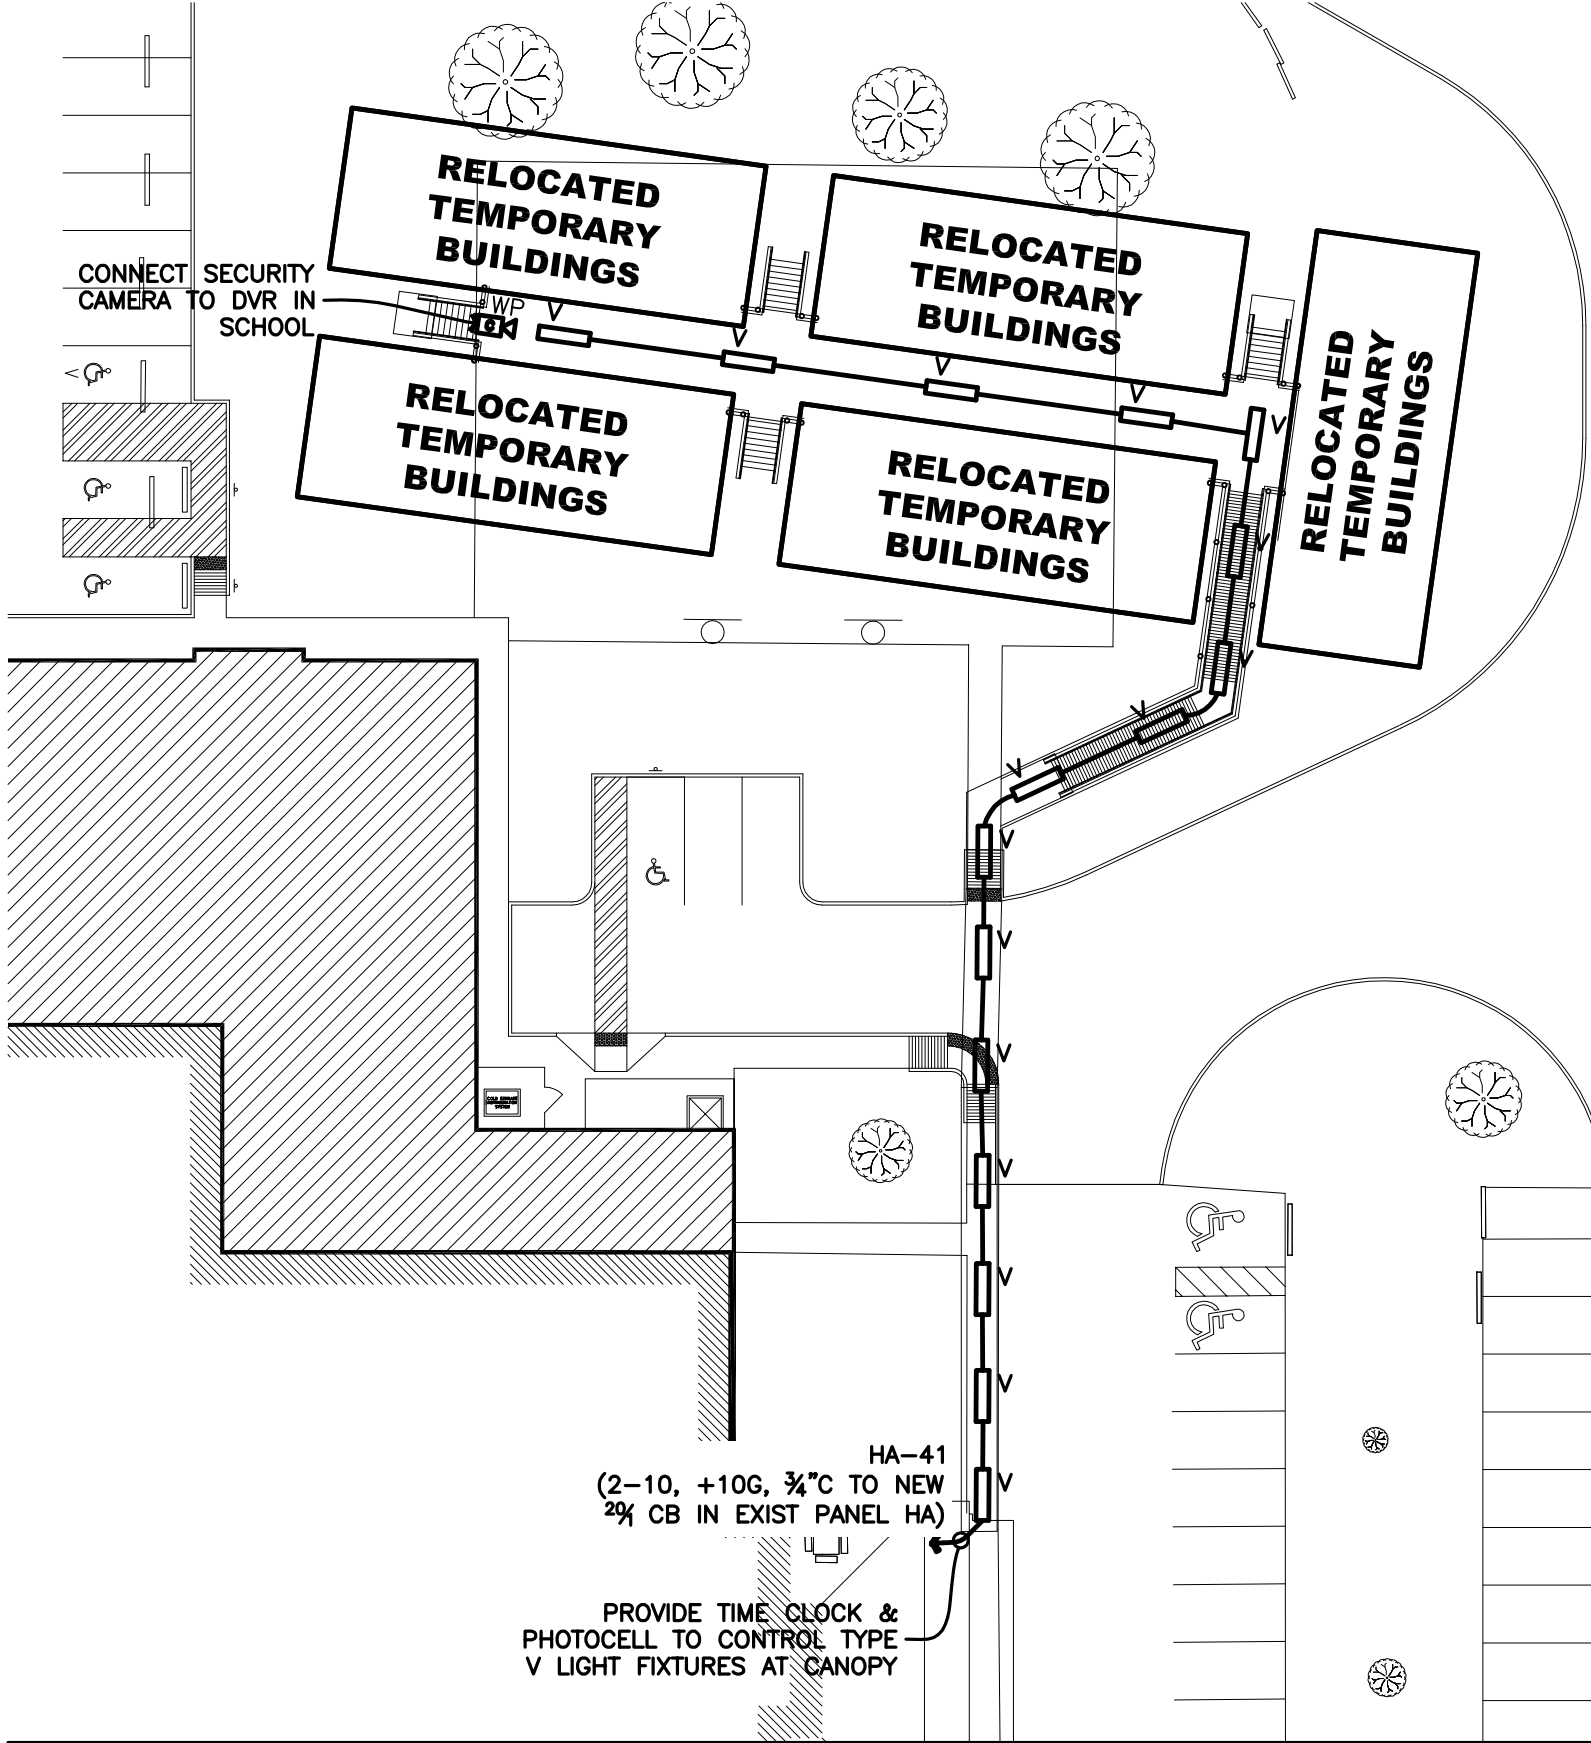 RELOCATED
TEMPORARY
BUILDINGS
RELOCATED
TEMPORARY
BUILDINGS
RELOCATED
TEMPORARY
BUILDINGS
CONNECT SECURITY
CAMERA TO DVR IN
SCHOOL
WP
C
V
V
V
V
V
RELOCATED
TEMPORARY
BUILDINGS
RELOCATED
TEMPORARY
BUILDINGS
V
V
V
V
V
V
V
V
V
V
V
HA-41
(2-10, +10G, ¾"C TO NEW
20/1 CB IN EXIST PANEL HA)
PROVIDE TIME CLOCK &
PHOTOCELL TO CONTROL TYPE
V LIGHT FIXTURES AT CANOPY